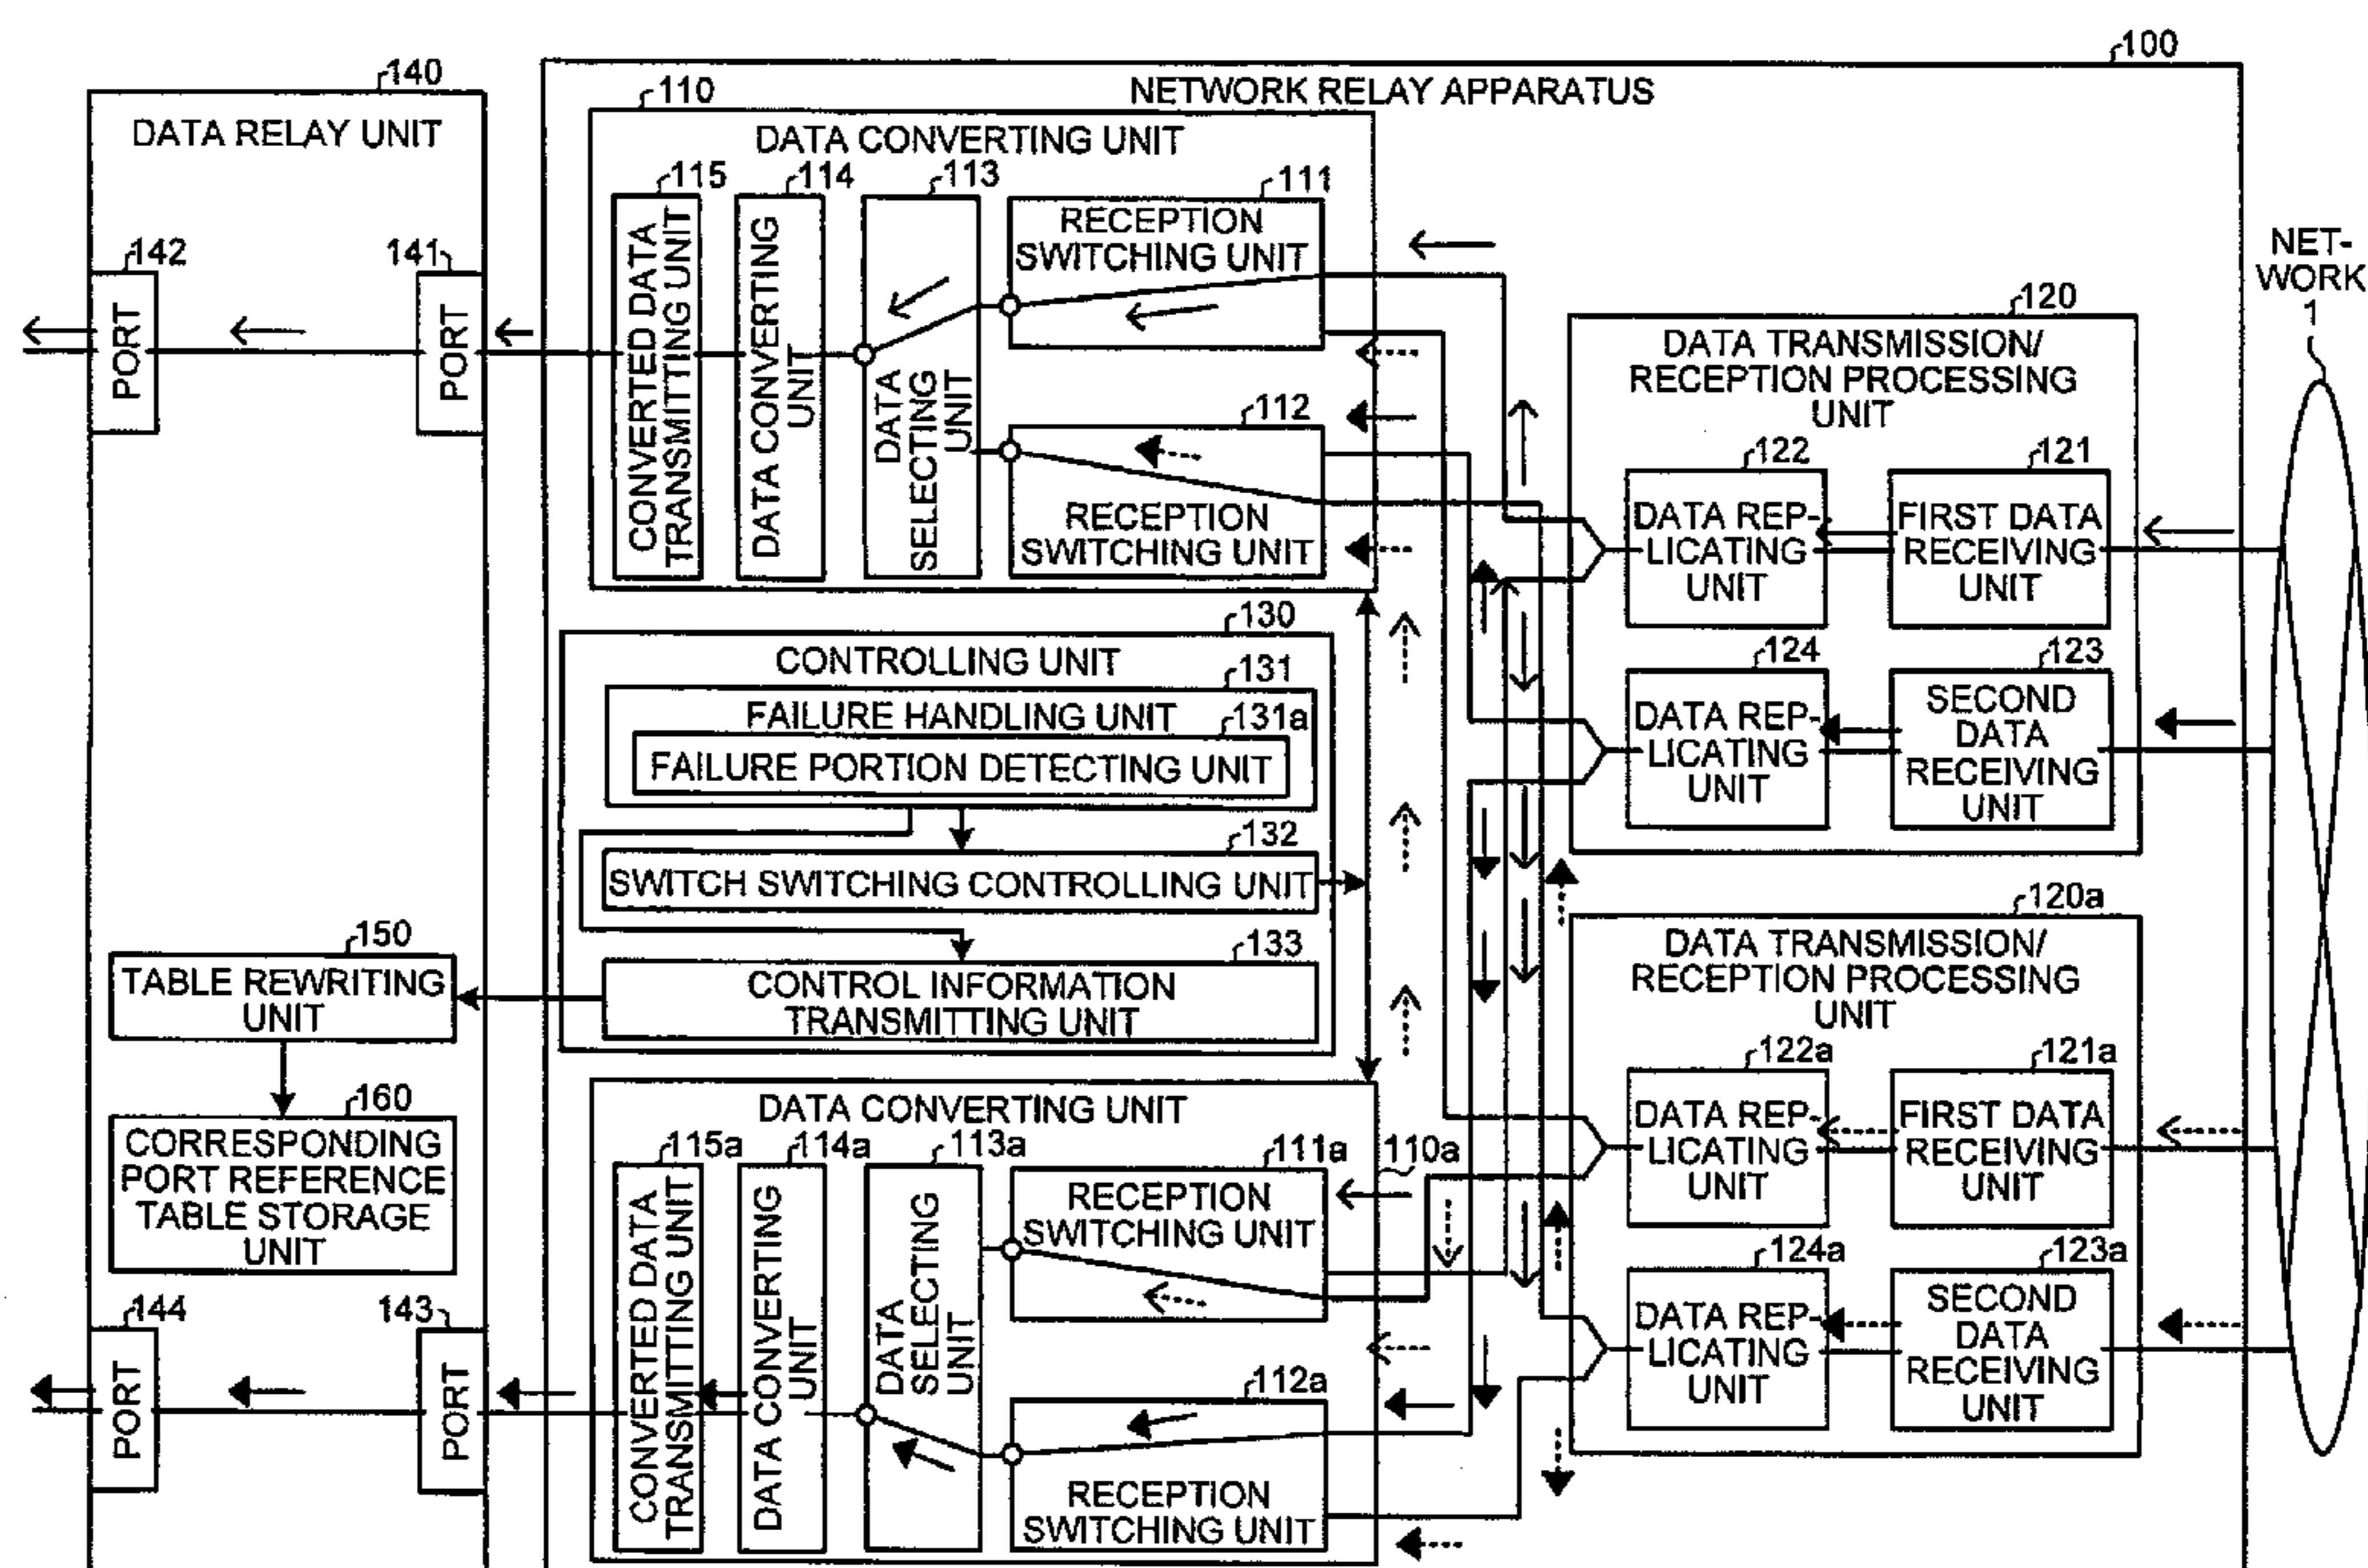 100
NETWORK RELAY APPARATUS
140
DATA RELAY UNIT
142
PORT
141
PORT
110
DATA CONVERTING UNIT
115
CONVERTED DATA
TRANSMITTING UNIT
114
DATA CONVERTING
UNIT
113
DATA
SELECTING
UNIT
111
RECEPTION
SWITCHING UNIT
112
RECEPTION
SWITCHING UNIT
NET-
WORK
1
120
DATA TRANSMISSION/
RECEPTION PROCESSING
UNIT
122
DATA REP-
LICATING
UNIT
121
FIRST DATA
RECEIVING
UNIT
124
DATA REP-
LICATING
UNIT
123
SECOND
DATA
RECEIVING
UNIT
130
CONTROLLING UNIT
131
FAILURE HANDLING UNIT
131a
FAILURE PORTION DETECTING UNIT
132
SWITCH SWITCHING CONTROLLING UNIT
133
CONTROL INFORMATION
TRANSMITTING UNIT
150
TABLE REWRITING
UNIT
160
CORRESPONDING
PORT REFERENCE
TABLE STORAGE
UNIT
144
PORT
143
PORT
110a
DATA CONVERTING UNIT
115a
CONVERTED DATA
TRANSMITTING UNIT
114a
DATA CONVERTING
UNIT
113a
DATA
SELECTING
UNIT
111a
RECEPTION
SWITCHING UNIT
112a
RECEPTION
SWITCHING UNIT
120a
DATA TRANSMISSION/
RECEPTION PROCESSING
UNIT
122a
DATA REP-
LICATING
UNIT
121a
FIRST DATA
RECEIVING
UNIT
124a
DATA REP-
LICATING
UNIT
123a
SECOND
DATA
RECEIVING
UNIT